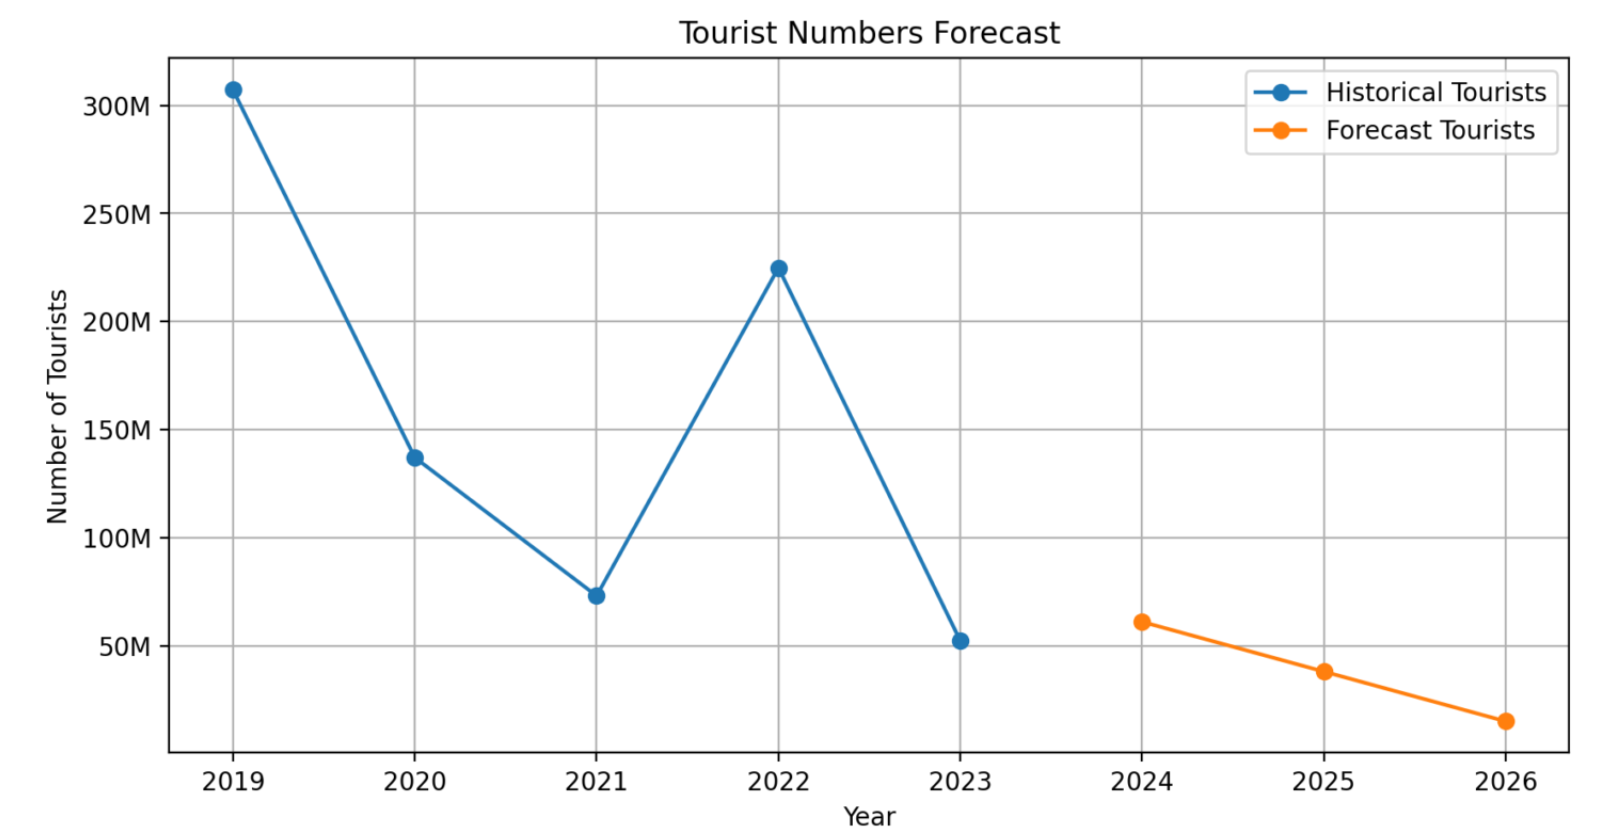 Tourist Numbers Forecast
Historical Tourists
Forecast Tourists
300M
250M
200M
150M
100M
50M
Number of Tourists
2019 2020 2021 2022 2023 2024 2025 2026
Year